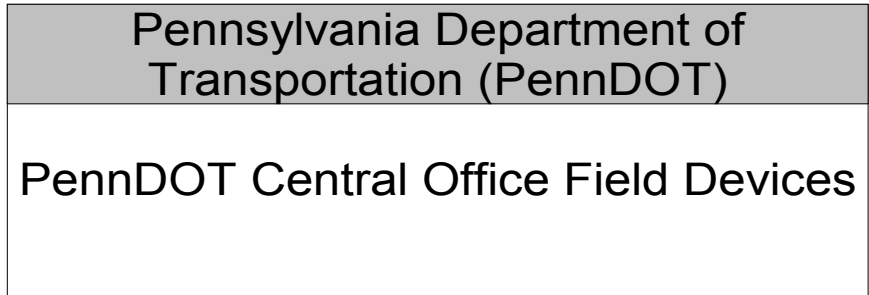 Pennsylvania Department of
Transportation (PennDOT)
PennDOT Central Office Field Devices